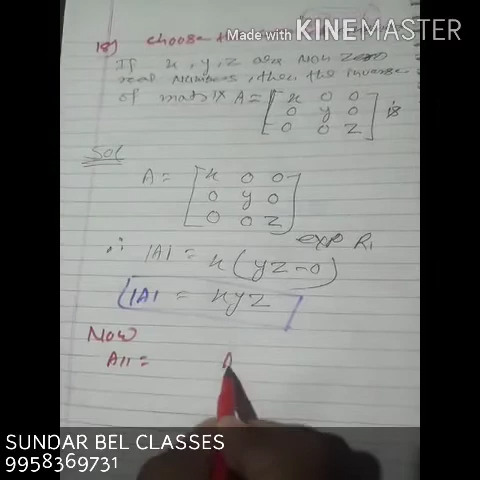 Made with KINEMASTER
18) choose th
If x, y, z are Non zero
real Numbers, then the inverse
of matrix A = [x 0 0
0 y 0
0 0 z] is
Sol
A = [x 0 0
0 y 0
0 0 z]
∴ |A| = x(yz-0) exp R1
|A| = xyz
Now
A11 = A
SUNDAR BEL CLASSES
9958369731